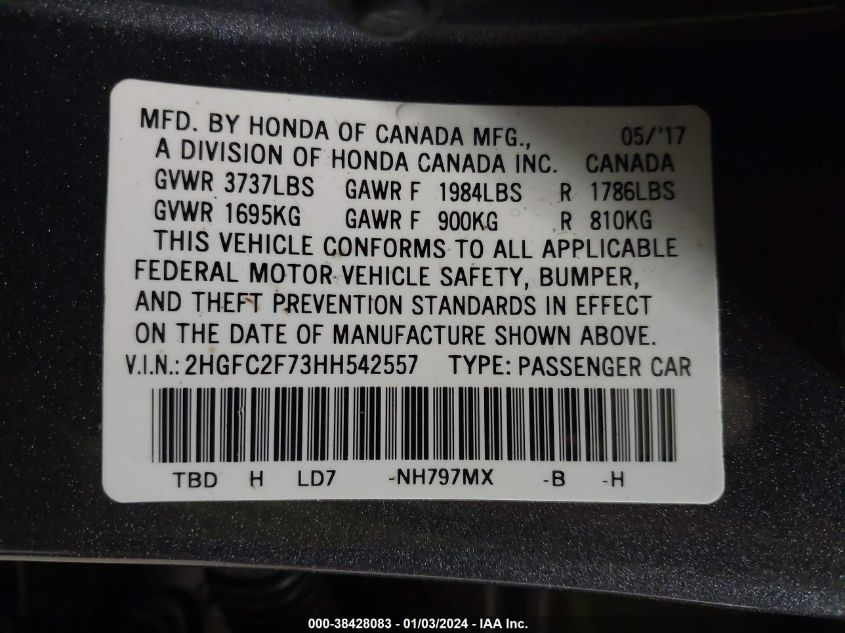 MFD. BY HONDA OF CANADA MFG., 05/'17
A DIVISION OF HONDA CANADA INC. CANADA
GVWR 3737LBS GAWR F 1984LBS R 1786LBS
GVWR 1695KG GAWR F 900KG R 810KG
THIS VEHICLE CONFORMS TO ALL APPLICABLE
FEDERAL MOTOR VEHICLE SAFETY, BUMPER,
AND THEFT PREVENTION STANDARDS IN EFFECT
ON THE DATE OF MANUFACTURE SHOWN ABOVE.
V.I.N.: 2HGFC2F73HH542557 TYPE: PASSENGER CAR
TBD H LD7 -NH797MX -B -H
000-38428083 - 01/03/2024 - IAA Inc.